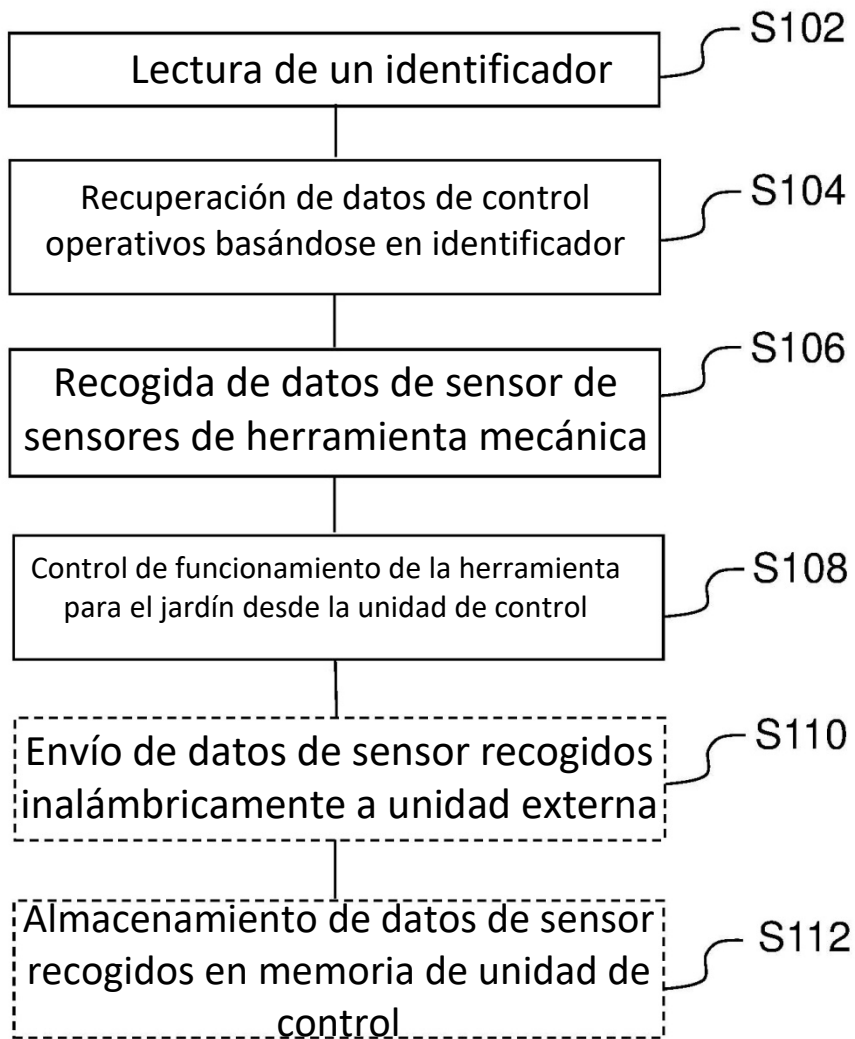 S102
Lectura de un identificador
S104
Recuperación de datos de control
operativos basándose en identificador
S106
Recogida de datos de sensor de
sensores de herramienta mecánica
S108
Control de funcionamiento de la herramienta
para el jardín desde la unidad de control
S110
Envío de datos de sensor recogidos
inalámbricamente a unidad externa
S112
Almacenamiento de datos de sensor
recogidos en memoria de unidad de
control